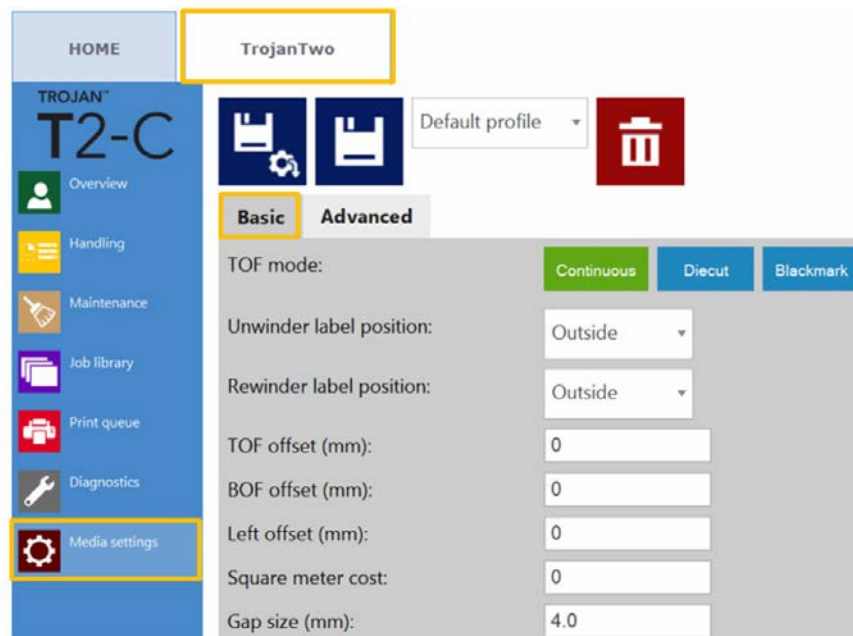 HOME
TrojanTwo
TROJAN™
T2-C
Overview
Handling
Maintenance
Job library
Print queue
Diagnostics
Media settings
Default profile
Basic
Advanced
TOF mode:
Continuous
Diecut
Blackmark
Unwinder label position:
Outside
Rewinder label position:
Outside
TOF offset (mm):
0
BOF offset (mm):
0
Left offset (mm):
0
Square meter cost:
0
Gap size (mm):
4.0